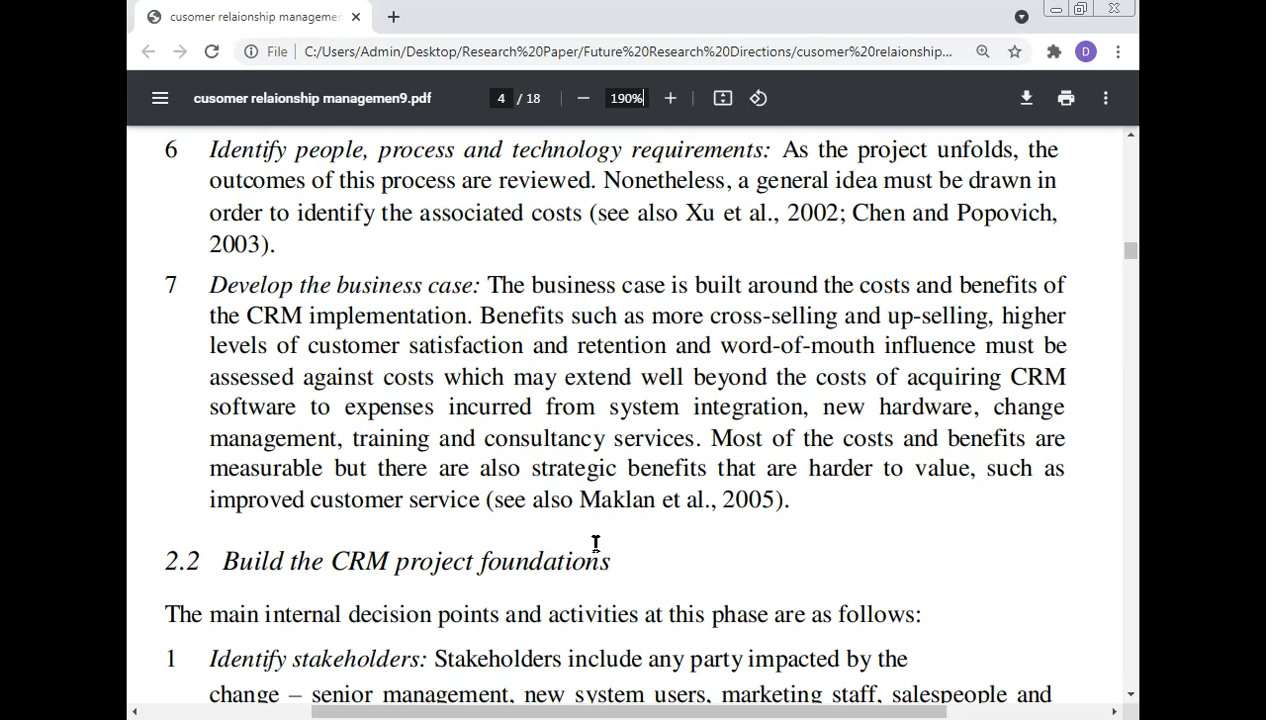 cusomer relaionship managemen
File C:/Users/Admin/Desktop/Research%20Paper/Future%20Research%20Directions/cusomer%20relaionship... D
cusomer relaionship managemen9.pdf 4 / 18 190%
6 Identify people, process and technology requirements: As the project unfolds, the
outcomes of this process are reviewed. Nonetheless, a general idea must be drawn in
order to identify the associated costs (see also Xu et al., 2002; Chen and Popovich,
2003).
7 Develop the business case: The business case is built around the costs and benefits of
the CRM implementation. Benefits such as more cross-selling and up-selling, higher
levels of customer satisfaction and retention and word-of-mouth influence must be
assessed against costs which may extend well beyond the costs of acquiring CRM
software to expenses incurred from system integration, new hardware, change
management, training and consultancy services. Most of the costs and benefits are
measurable but there are also strategic benefits that are harder to value, such as
improved customer service (see also Maklan et al., 2005).
2.2 Build the CRM project foundations
The main internal decision points and activities at this phase are as follows:
1 Identify stakeholders: Stakeholders include any party impacted by the
change – senior management, new system users, marketing staff, salespeople and